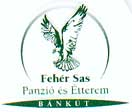 Fehér Sas
Panzió és Étterem
BÁNKÚT